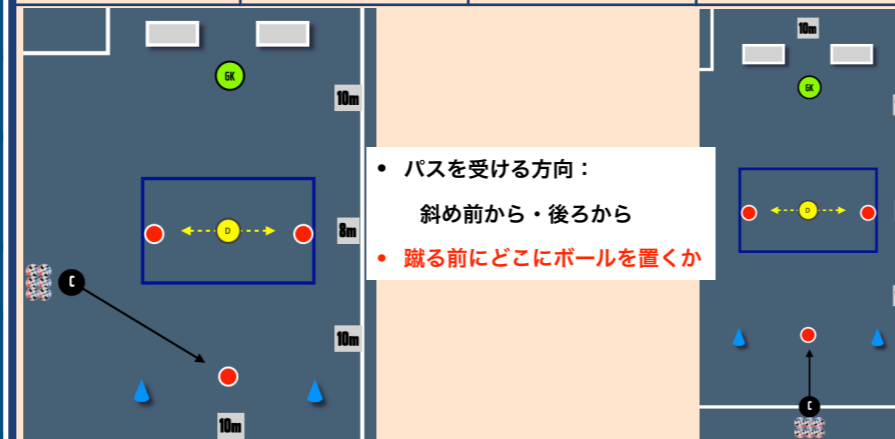 GK
10m
D
8m
C
10m
10m
• パスを受ける方向：
斜め前から・後ろから
• 蹴る前にどこにボールを置くか
10m
GK
D
C